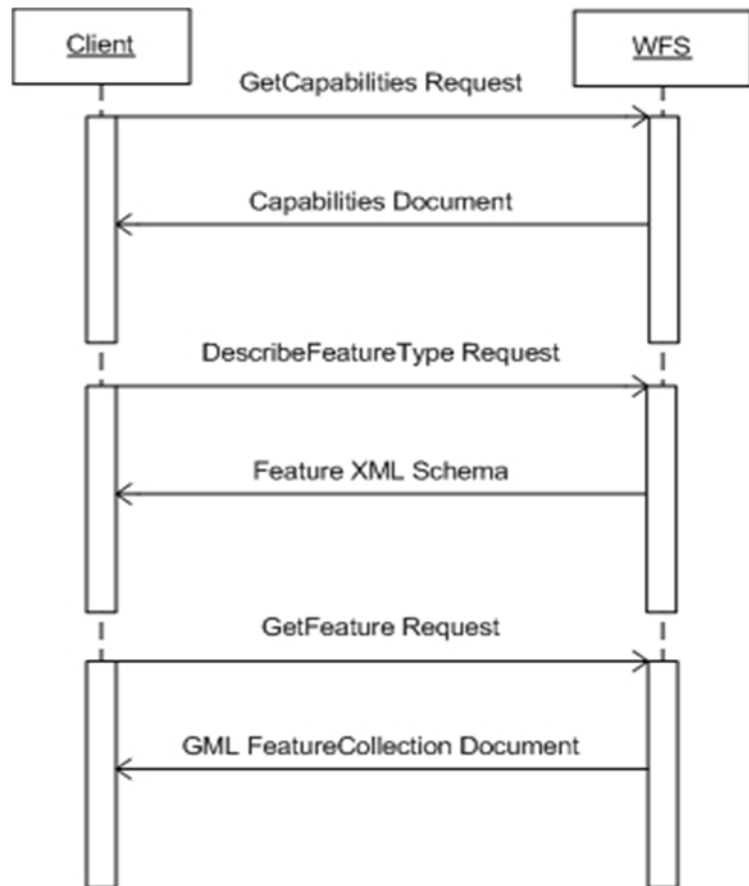 Client
WFS
GetCapabilities Request
Capabilities Document
DescribeFeatureType Request
Feature XML Schema
GetFeature Request
GML FeatureCollection Document